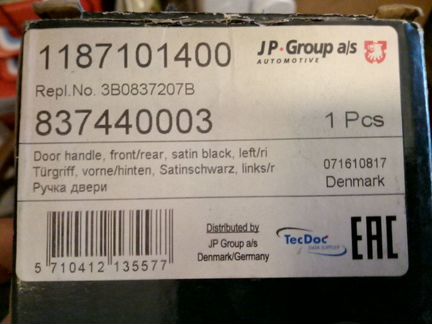 1187101400
JP·Group a/s
AUTOMOTIVE
Repl.No. 3B0837207B
837440003
1 Pcs
Door handle, front/rear, satin black, left/ri
Türgriff, vorne/hinten, Satinschwarz, links/r
Ручка двери
071610817
Denmark
Distributed by
JP Group a/s
Denmark/Germany
TecDoc
EAC
5 710412 135577